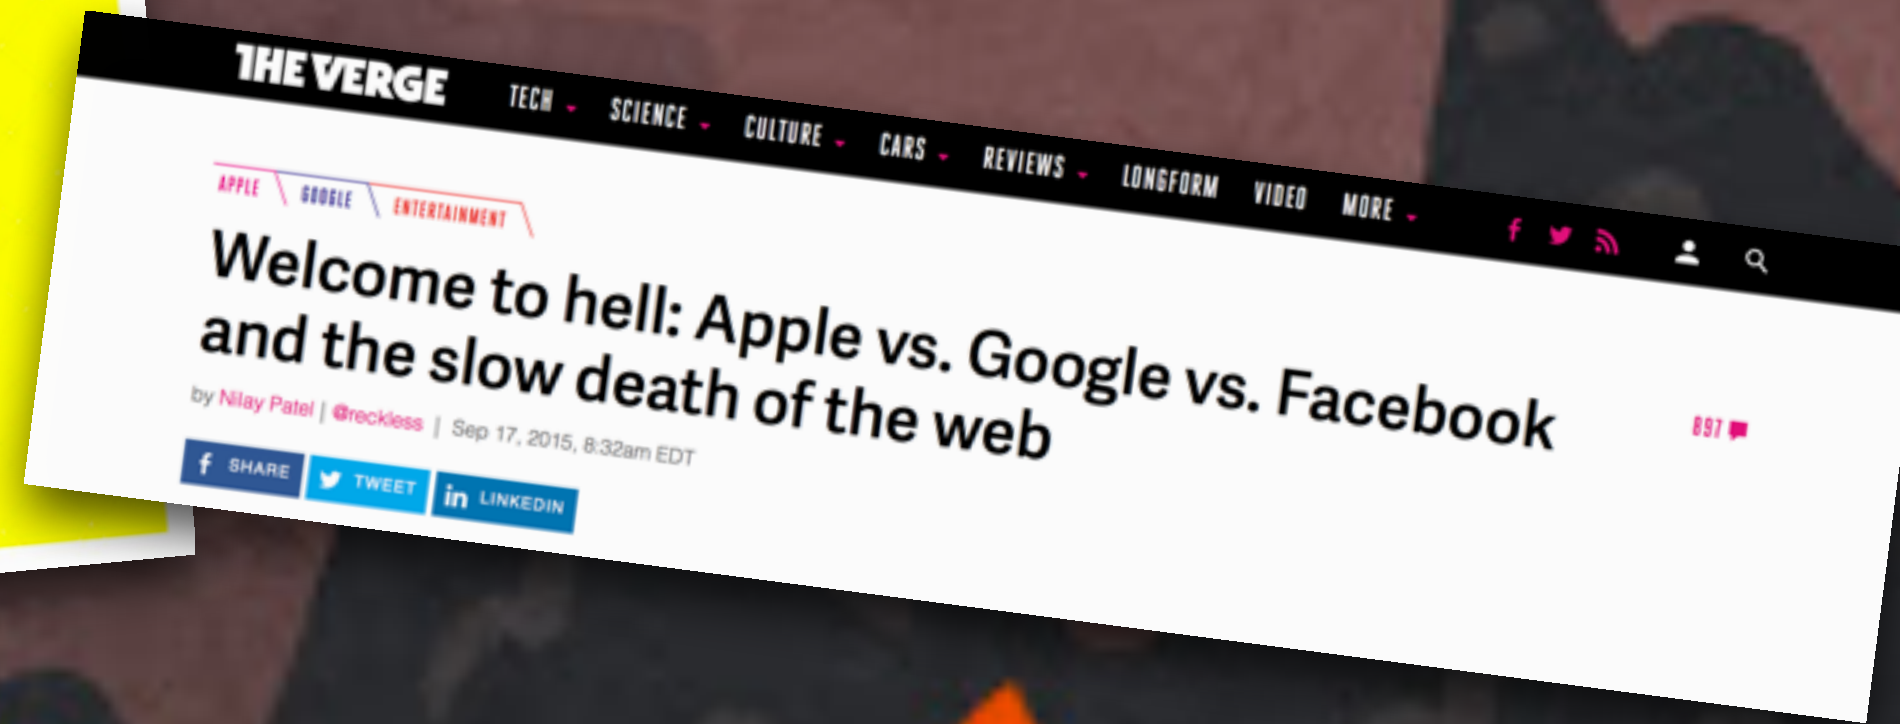 THE VERGE TECH SCIENCE CULTURE CARS REVIEWS LONGFORM VIDEO MORE
APPLE GOOGLE ENTERTAINMENT
Welcome to hell: Apple vs. Google vs. Facebook
and the slow death of the web
897
by Nilay Patel | @reckless | Sep 17, 2015, 8:32am EDT
f SHARE TWEET in LINKEDIN